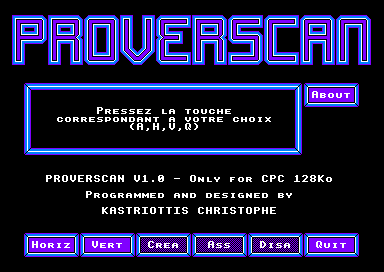 PROVERSCAN
About
Pressez la touche
correspondant a votre choix
(A,H,V,Q)
PROVERSCAN V1.0 - Only for CPC 128Ko
Programmed and designed by
KASTRIOTTIS CHRISTOPHE
Horiz Vert Crea Ass Disa Quit